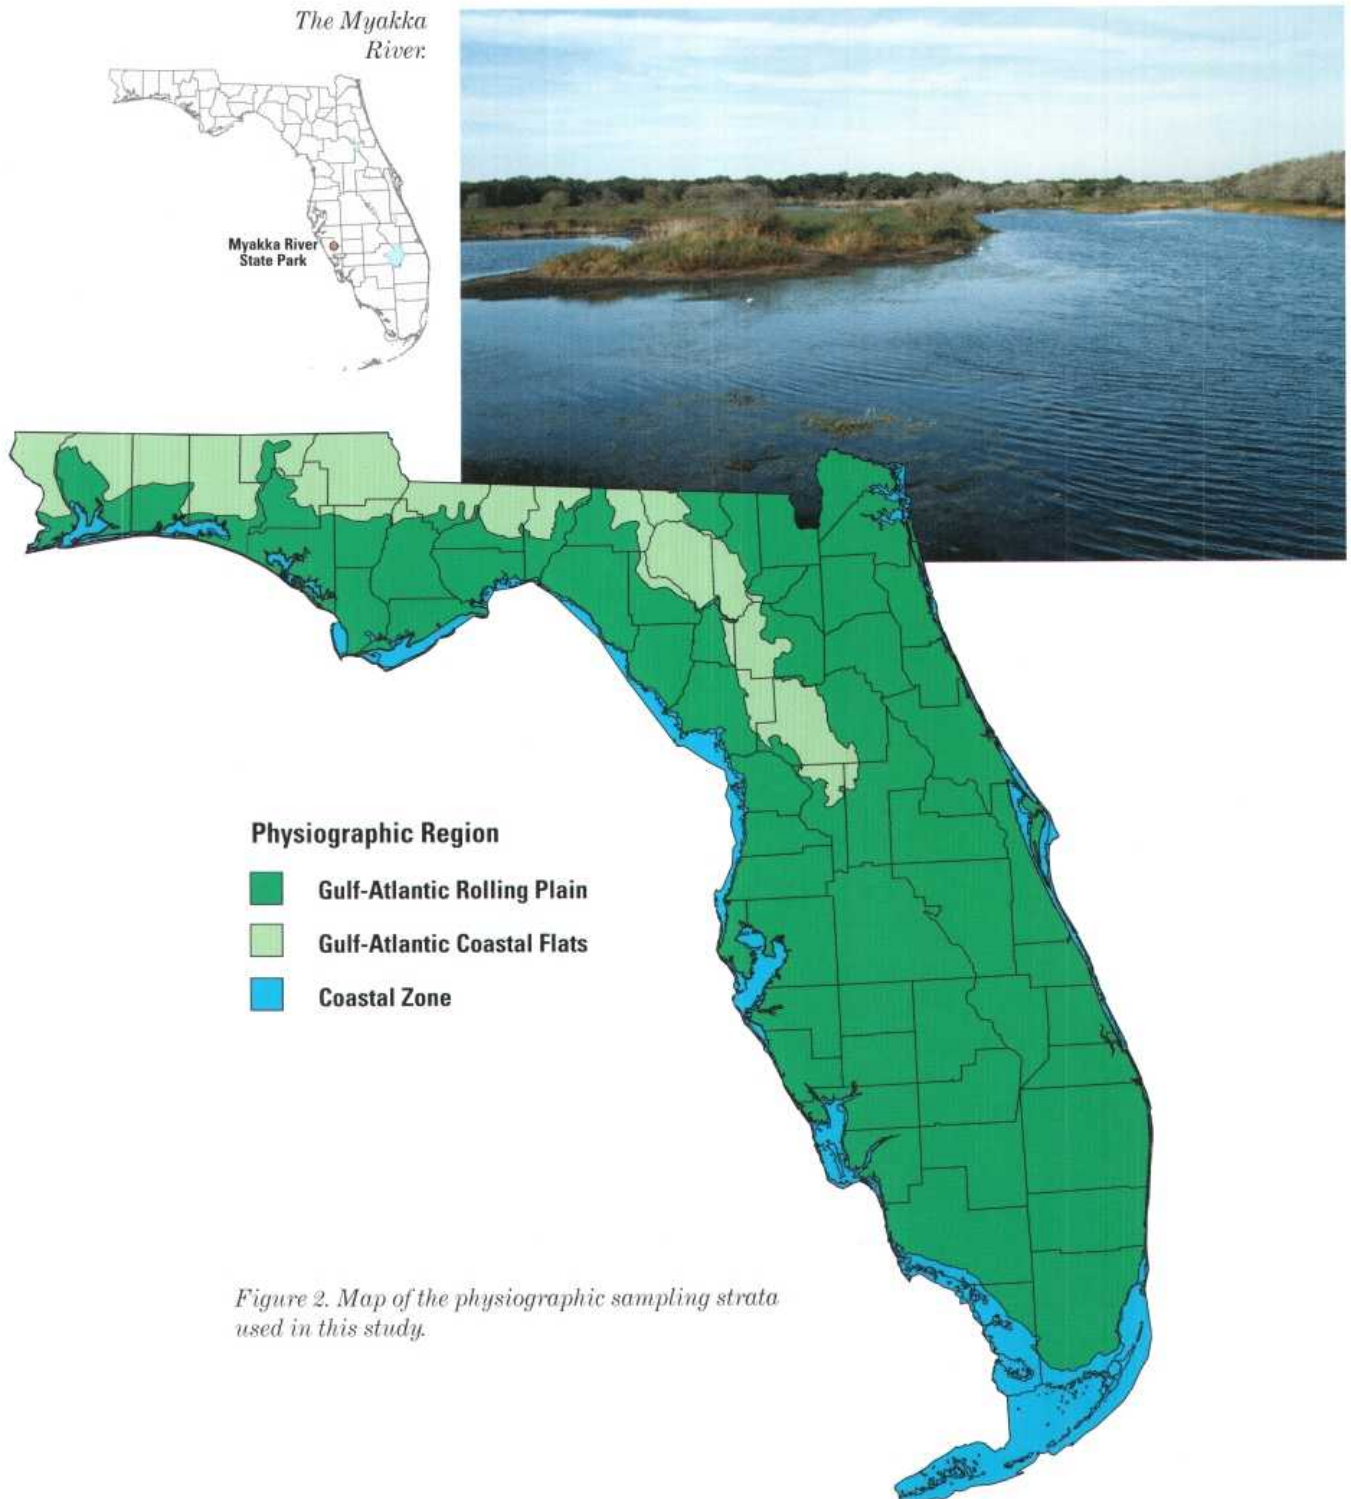 The Myakka
River.
Myakka River
State Park
Physiographic Region
Gulf-Atlantic Rolling Plain
Gulf-Atlantic Coastal Flats
Coastal Zone
Figure 2. Map of the physiographic sampling strata
used in this study.